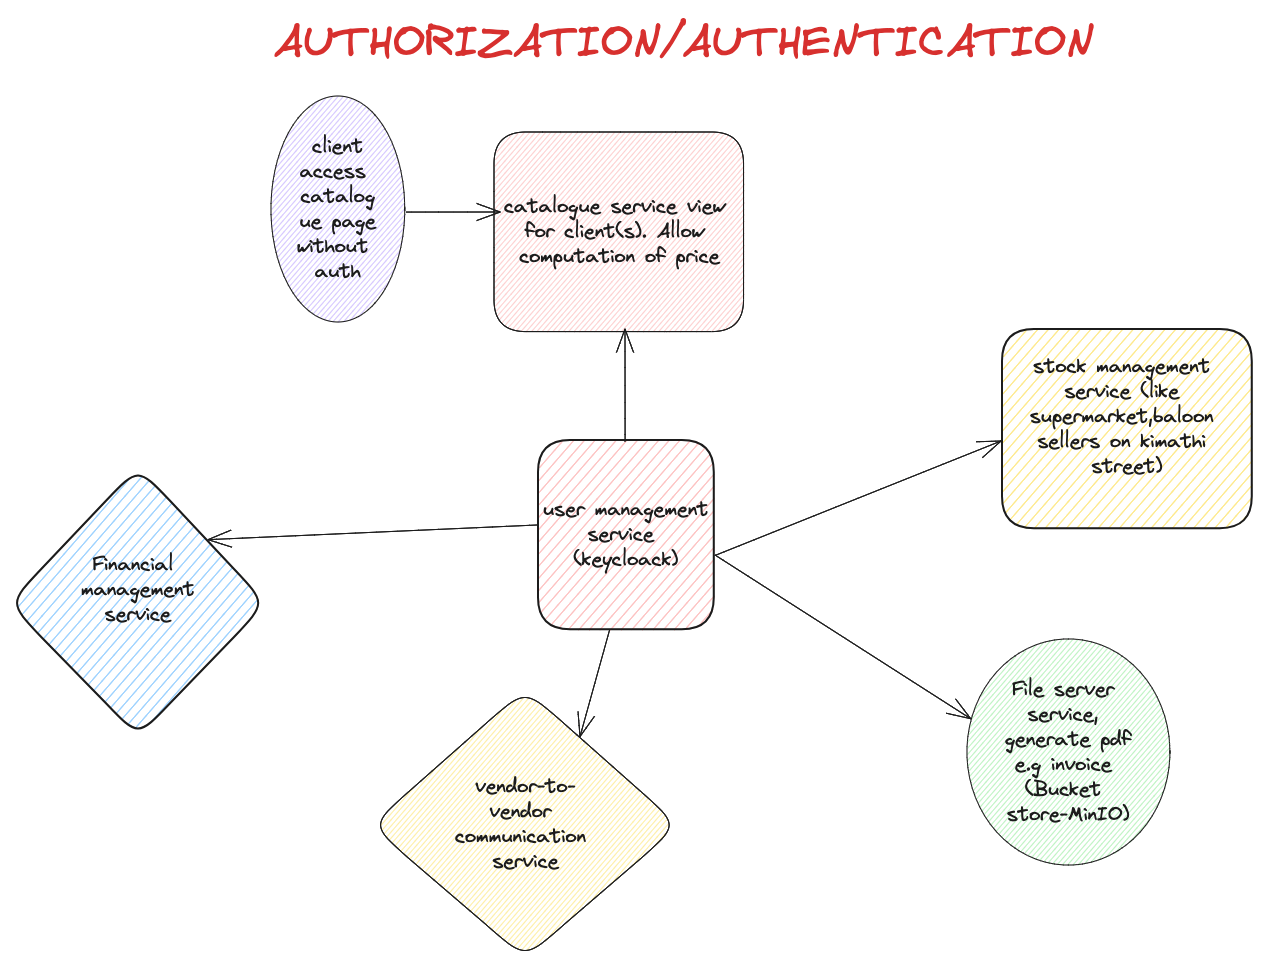 AUTHORIZATION/AUTHENTICATION
client
access
catalog
ue page
without
auth
catalogue service view
for client(s). Allow
computation of price
stock management
service (like
supermarket,baloon
sellers on kimathi
street)
user management
service
(keycloack)
Financial
management
service
File server
service,
generate pdf
e.g invoice
(Bucket
store-MinIO)
vendor-to-
vendor
communication
service